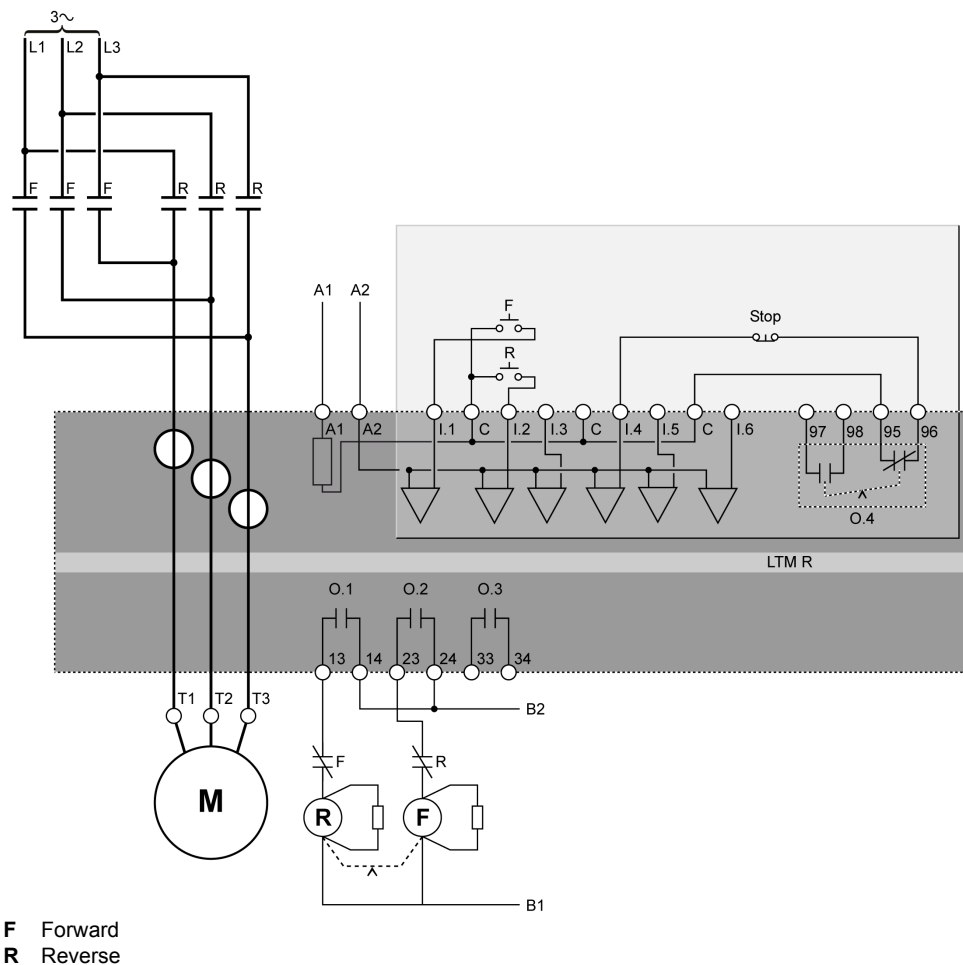 3～
L1 L2 L3
F F F R R R
A1 A2
F
R
Stop
A1 A2 I.1 C I.2 I.3 C I.4 I.5 C I.6 97 98 95 96
O.4
LTM R
O.1 O.2 O.3
13 14 23 24 33 34
T1 T2 T3
B2
F R
M
R F
B1
F Forward
R Reverse